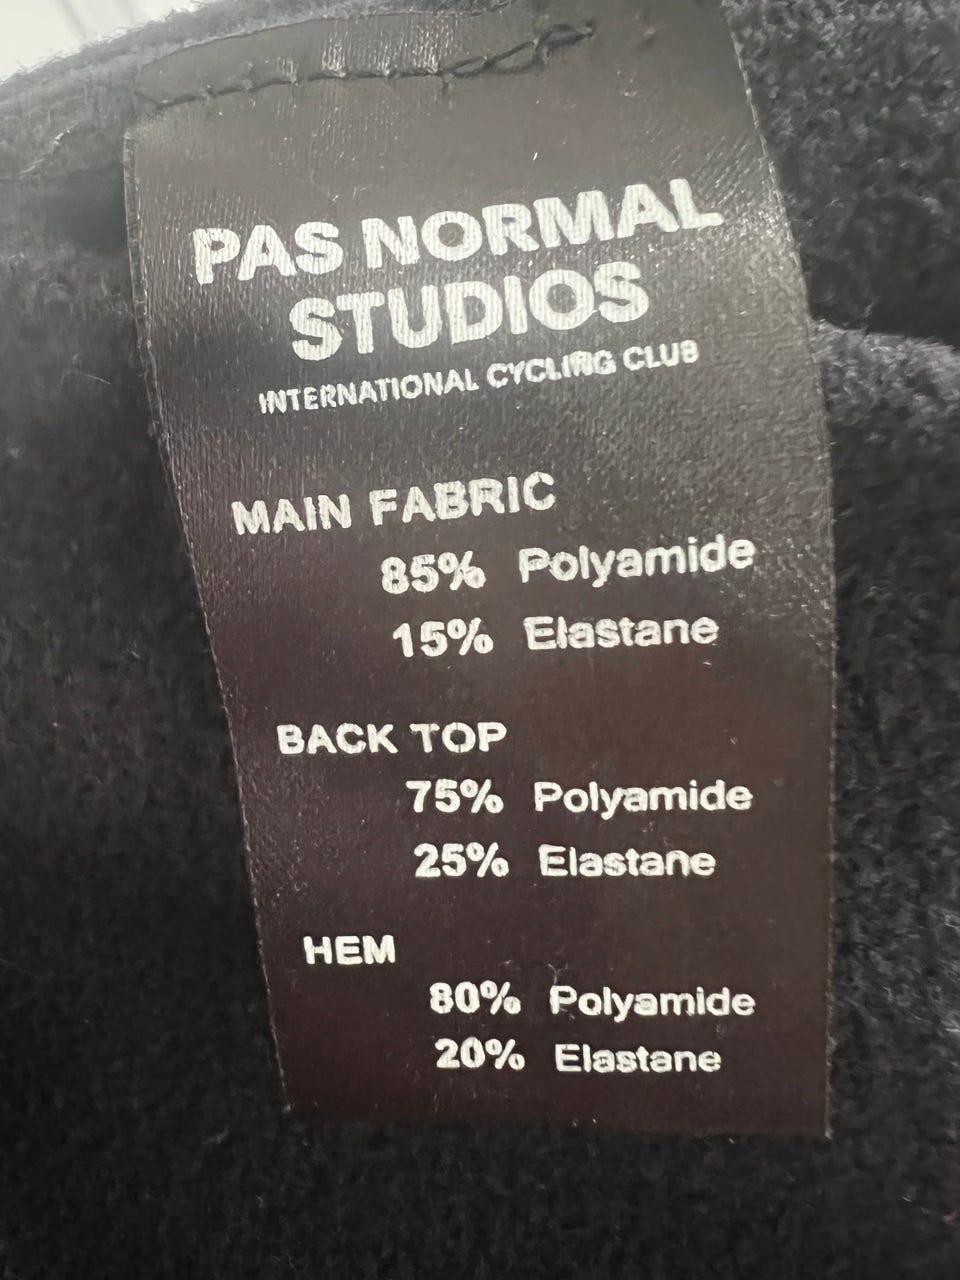 PAS NORMAL
STUDIOS
INTERNATIONAL CYCLING CLUB
MAIN FABRIC
85% Polyamide
15% Elastane
BACK TOP
75% Polyamide
25% Elastane
HEM
80% Polyamide
20% Elastane